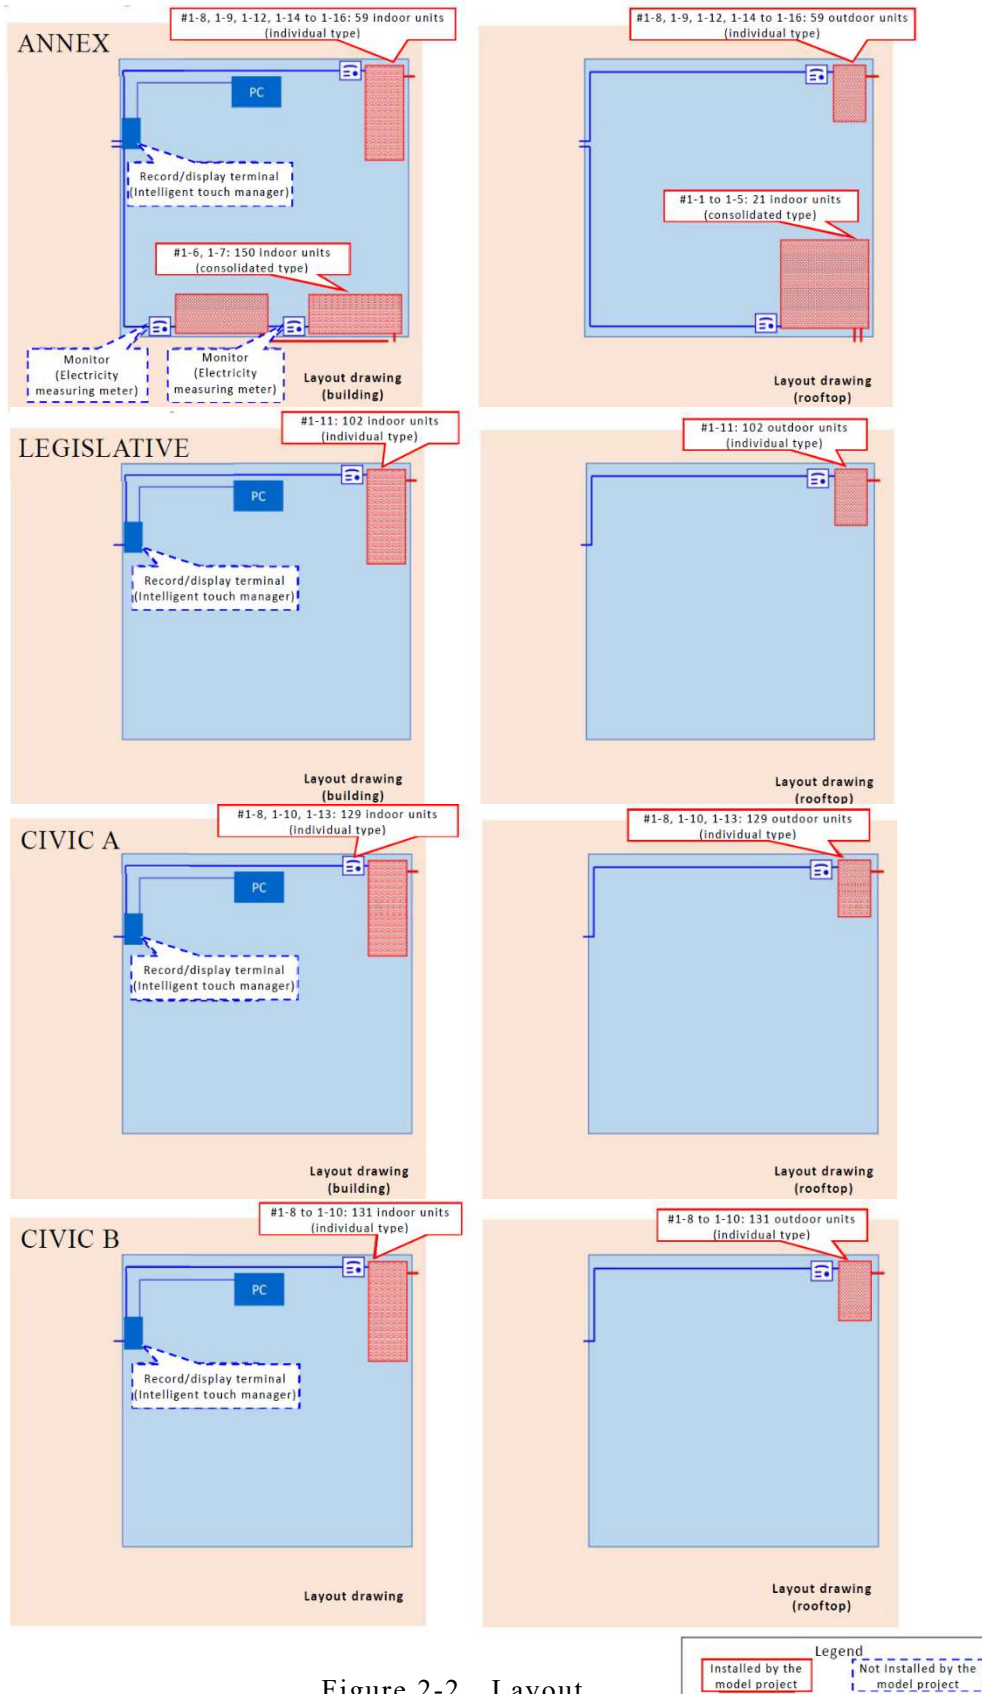 ANNEX
#1-8, 1-9, 1-12, 1-14 to 1-16: 59 indoor units
(individual type)
PC
Record/display terminal
(Intelligent touch manager)
#1-6, 1-7: 150 indoor units
(consolidated type)
Monitor
(Electricity
measuring meter)
Monitor
(Electricity
measuring meter)
Layout drawing
(building)
#1-8, 1-9, 1-12, 1-14 to 1-16: 59 outdoor units
(individual type)
#1-1 to 1-5: 21 indoor units
(consolidated type)
Layout drawing
(rooftop)
LEGISLATIVE
#1-11: 102 indoor units
(individual type)
PC
Record/display terminal
(Intelligent touch manager)
Layout drawing
(building)
#1-11: 102 outdoor units
(individual type)
Layout drawing
(rooftop)
CIVIC A
#1-8, 1-10, 1-13: 129 indoor units
(individual type)
PC
Record/display terminal
(Intelligent touch manager)
Layout drawing
(building)
#1-8, 1-10, 1-13: 129 outdoor units
(individual type)
Layout drawing
(rooftop)
CIVIC B
#1-8 to 1-10: 131 indoor units
(individual type)
PC
Record/display terminal
(Intelligent touch manager)
Layout drawing
#1-8 to 1-10: 131 outdoor units
(individual type)
Layout drawing
(rooftop)
Legend
Installed by the
model project
Not Installed by the
model project
Figure 2-2 Layout